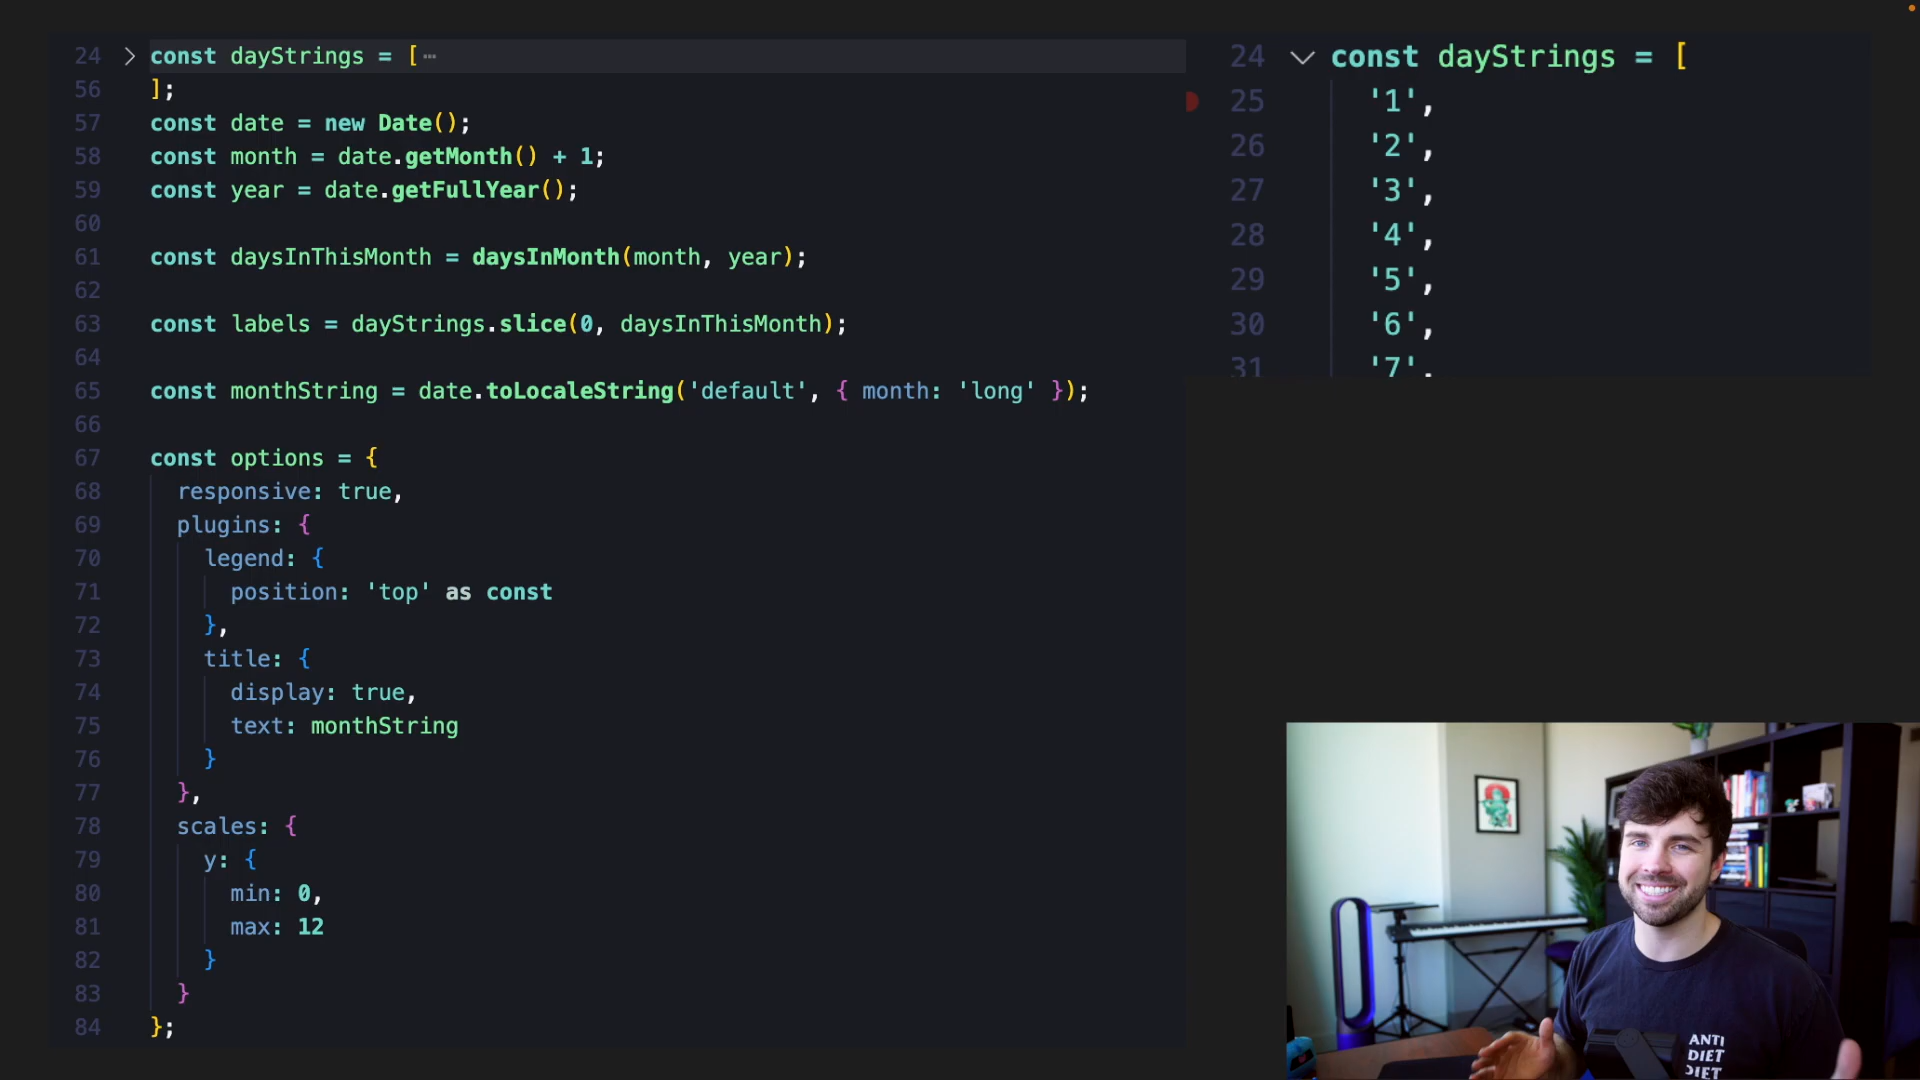 24 const dayStrings = [ ⋯
56 ];
57 const date = new Date();
58 const month = date.getMonth() + 1;
59 const year = date.getFullYear();
60
61 const daysInThisMonth = daysInMonth(month, year);
62
63 const labels = dayStrings.slice(0, daysInThisMonth);
64
65 const monthString = date.toLocaleString('default', { month: 'long' });
66
67 const options = {
68 responsive: true,
69 plugins: {
70 legend: {
71 position: 'top' as const
72 },
73 title: {
74 display: true,
75 text: monthString
76 }
77 },
78 scales: {
79 y: {
80 min: 0,
81 max: 12
82 }
83 }
84 };
24 const dayStrings = [
25 '1',
26 '2',
27 '3',
28 '4',
29 '5',
30 '6',
31 '7',
ANTI
DIET
DIET